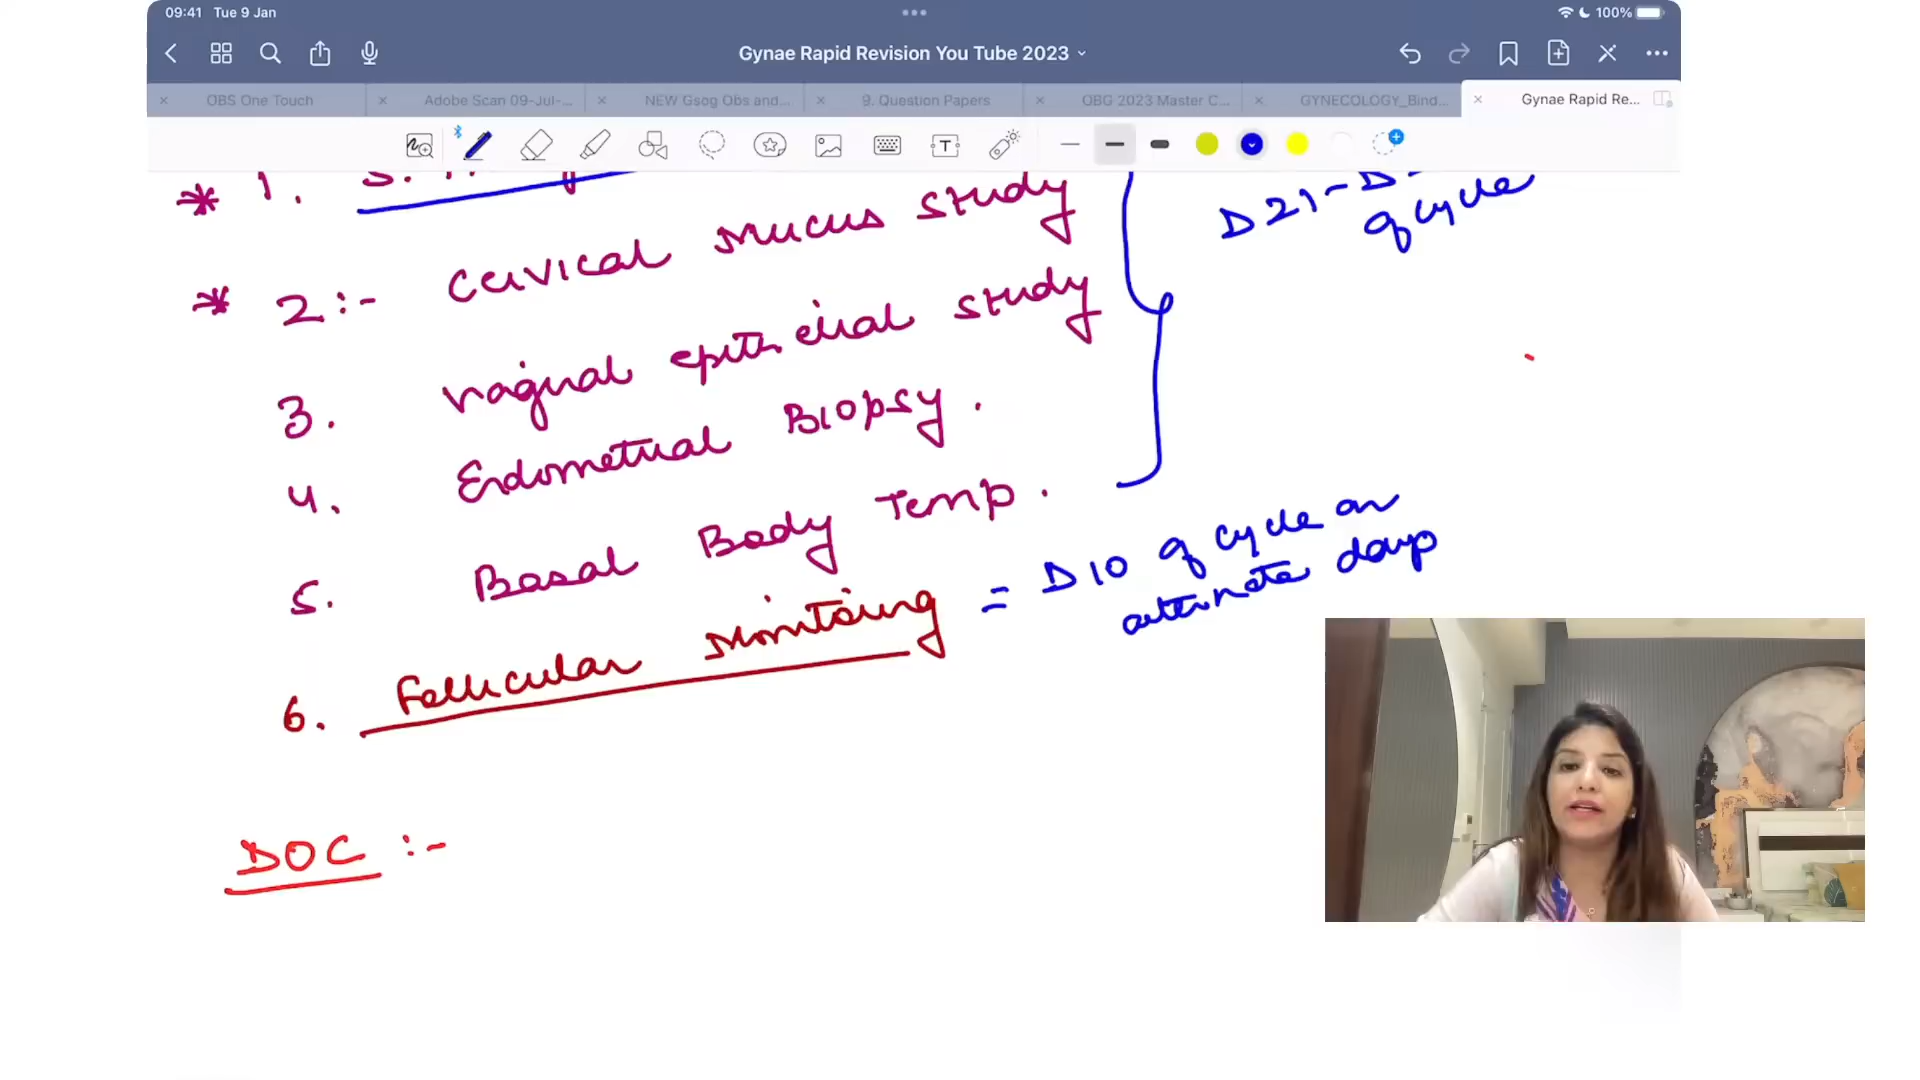 09:41 Tue 9 Jan
100%
Gynae Rapid Revision You Tube 2023
OBS One Touch
Adobe Scan 09-Jul-...
NEW Gsog Obs and...
9. Question Papers
OBG 2023 Master C...
GYNECOLOGY_Bind...
Gynae Rapid Re...
* 1.
D21-D
of cycle
* 2:- Cervical Mucus Study
3. Vaginal epithelial study
4. Endometrial Biopsy.
5. Basal Body Temp.
6. Follicular Monitoring = D10 of cycle on
alternate days
DOC :-